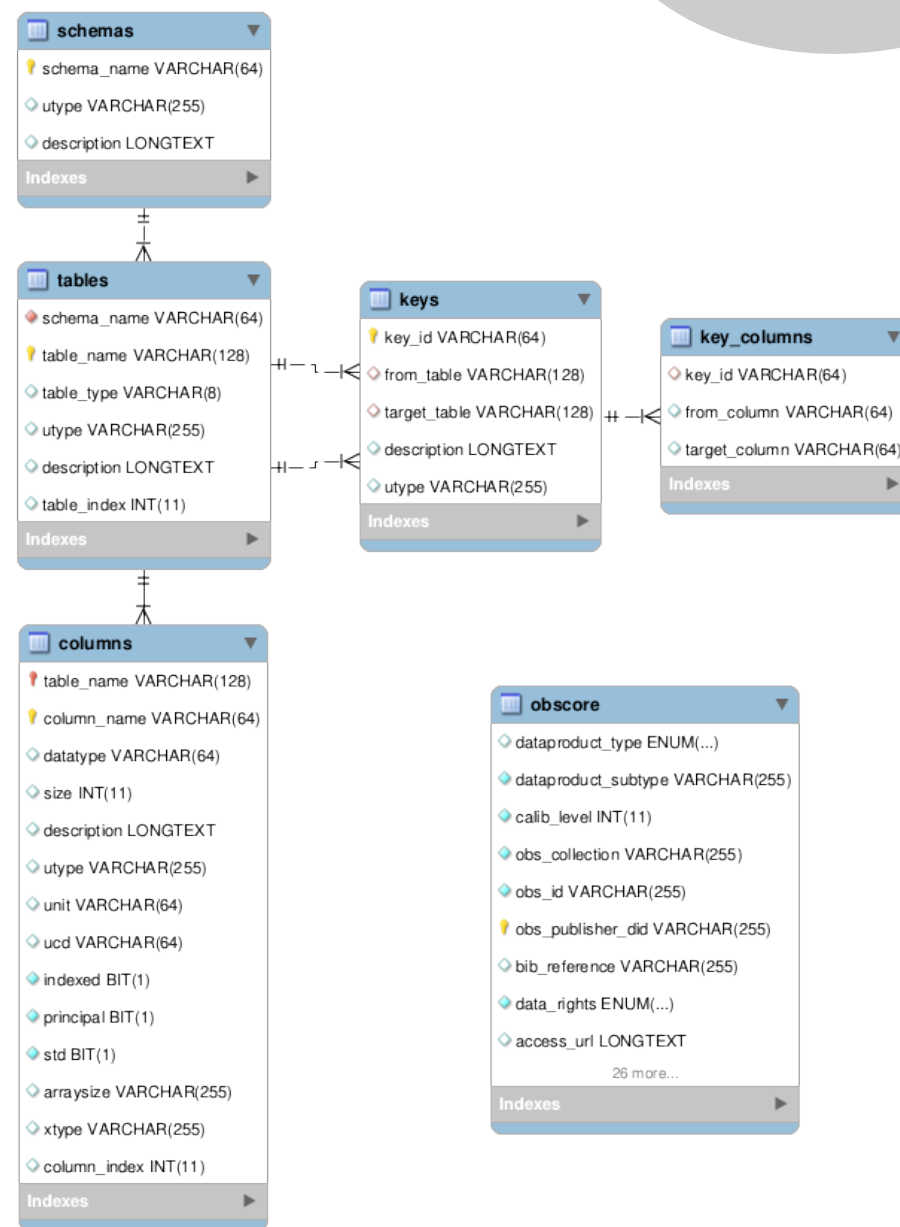 schemas
schema_name VARCHAR(64)
utype VARCHAR(255)
description LONGTEXT
Indexes
tables
schema_name VARCHAR(64)
table_name VARCHAR(128)
table_type VARCHAR(8)
utype VARCHAR(255)
description LONGTEXT
table_index INT(11)
Indexes
keys
key_id VARCHAR(64)
from_table VARCHAR(128)
target_table VARCHAR(128)
description LONGTEXT
utype VARCHAR(255)
Indexes
key_columns
key_id VARCHAR(64)
from_column VARCHAR(64)
target_column VARCHAR(64)
Indexes
columns
table_name VARCHAR(128)
column_name VARCHAR(64)
datatype VARCHAR(64)
size INT(11)
description LONGTEXT
utype VARCHAR(255)
unit VARCHAR(64)
ucd VARCHAR(64)
indexed BIT(1)
principal BIT(1)
std BIT(1)
arraysize VARCHAR(255)
xtype VARCHAR(255)
column_index INT(11)
Indexes
obscore
dataproduct_type ENUM(...)
dataproduct_subtype VARCHAR(255)
calib_level INT(11)
obs_collection VARCHAR(255)
obs_id VARCHAR(255)
obs_publisher_did VARCHAR(255)
bib_reference VARCHAR(255)
data_rights ENUM(...)
access_url LONGTEXT
26 more...
Indexes